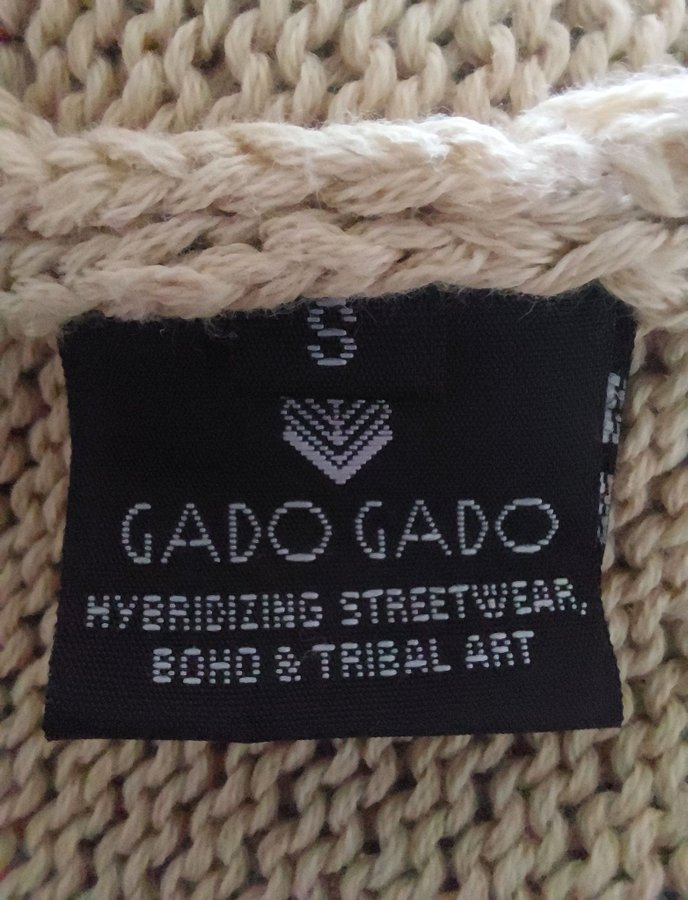 S
GADO GADO
HYBRIDIZING STREETWEAR,
BOHO & TRIBAL ART